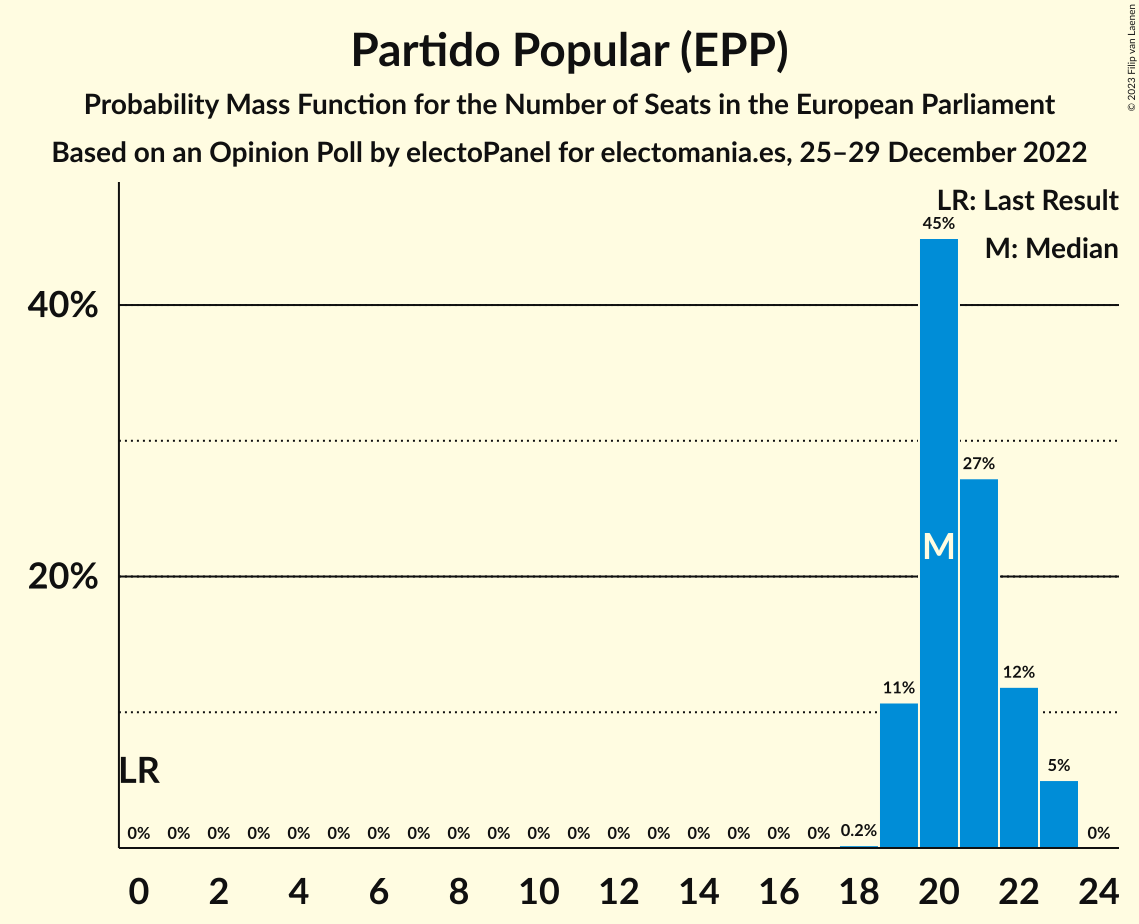 Partido Popular (EPP)
Probability Mass Function for the Number of Seats in the European Parliament
Based on an Opinion Poll by electoPanel for electomania.es, 25–29 December 2022
© 2023 Filip van Laenen
LR: Last Result
M: Median
45%
40%
27%
M
20%
12%
11%
LR
5%
0% 0% 0% 0% 0% 0% 0% 0% 0% 0% 0% 0% 0% 0% 0% 0% 0% 0% 0.2% 0%
0 2 4 6 8 10 12 14 16 18 20 22 24